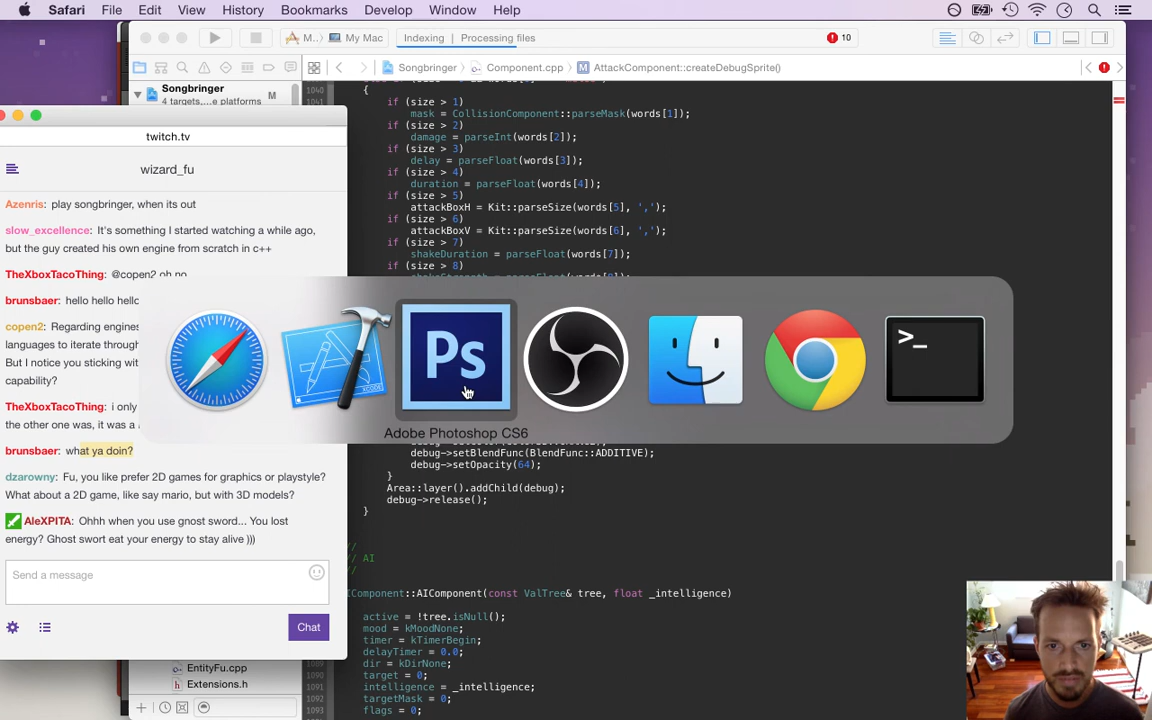 Safari File Edit View History Bookmarks Develop Window Help
M.. My Mac Indexing | Processing files 10
Songbringer Component.cpp AttackComponent::createDebugSprite()
Songbringer M
4 targets,...e platforms
1040 {
1041 if (size > 1)
mask = CollisionComponent::parseMask(words[1]);
if (size > 2)
damage = parseInt(words[2]);
if (size > 3)
delay = parseFloat(words[3]);
if (size > 4)
duration = parseFloat(words[4]);
if (size > 5)
attackBoxH = Kit::parseSize(words[5], ',');
if (size > 6)
attackBoxV = Kit::parseSize(words[6], ',');
if (size > 7)
shakeDuration = parseFloat(words[7]);
if (size > 8)
twitch.tv
wizard_fu
Azenris: play songbringer, when its out
slow_excellence: It's something I started watching a while ago,
but the guy created his own engine from scratch in c++
TheXboxTacoThing: @copen2 oh no
brunsbaer: hello hello hello
copen2: Regarding engines
languages to iterate through
But I notice you sticking wit
capability?
TheXboxTacoThing: i only
the other one was, it was a
brunsbaer: what ya doin?
dzarowny: Fu, you like prefer 2D games for graphics or playstyle?
What about a 2D game, like say mario, but with 3D models?
AleXPITA: Ohhh when you use gnost sword... You lost
energy? Ghost swort eat your energy to stay alive )))
Send a message
Chat
Ps
>_
Adobe Photoshop CS6
debug->setBlendFunc(BlendFunc::ADDITIVE);
debug->setOpacity(64);
}
Area::layer().addChild(debug);
debug->release();
}
//
// AI
//
IComponent::AIComponent(const ValTree& tree, float _intelligence)
active = !tree.isNull();
mood = kMoodNone;
timer = kTimerBegin;
delayTimer = 0.0;
1089 dir = kDirNone;
1090 target = 0;
1091 intelligence = _intelligence;
1092 targetMask = 0;
1093 flags = 0;
EntityFu.cpp
Extensions.h